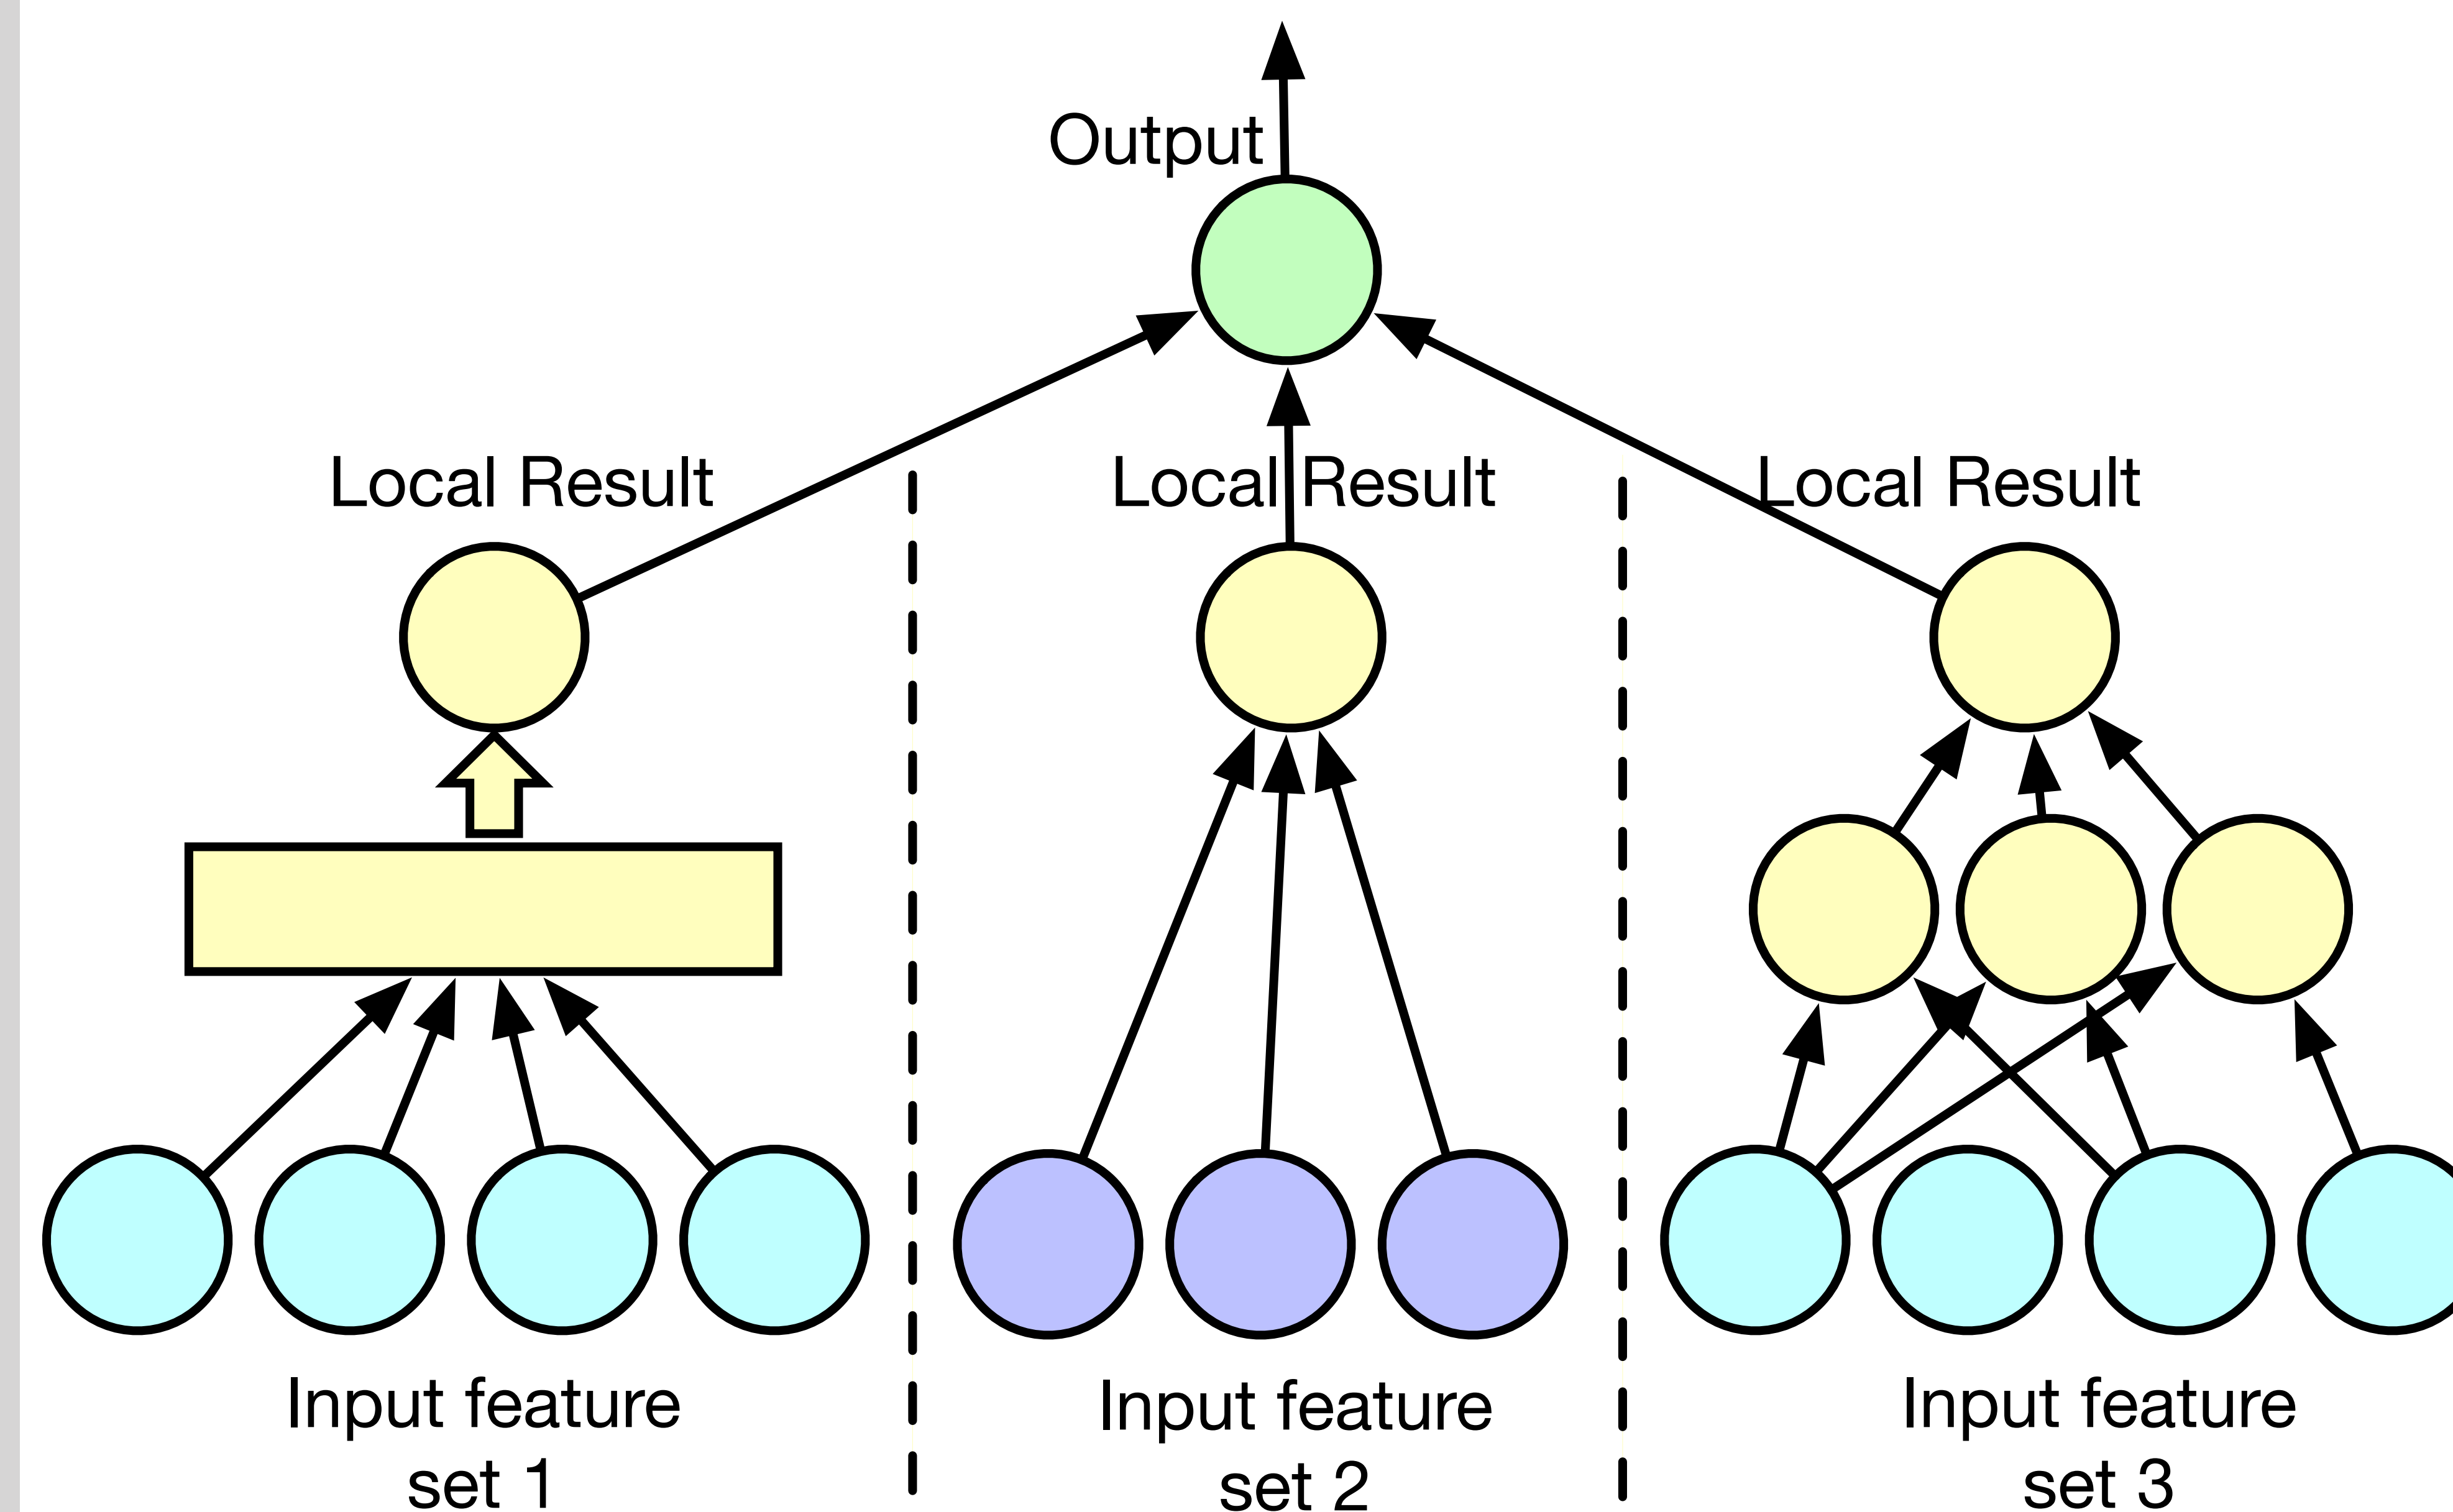 Output
Local Result
Local Result
Local Result
Input feature
set 1
Input feature
set 2
Input feature
set 3